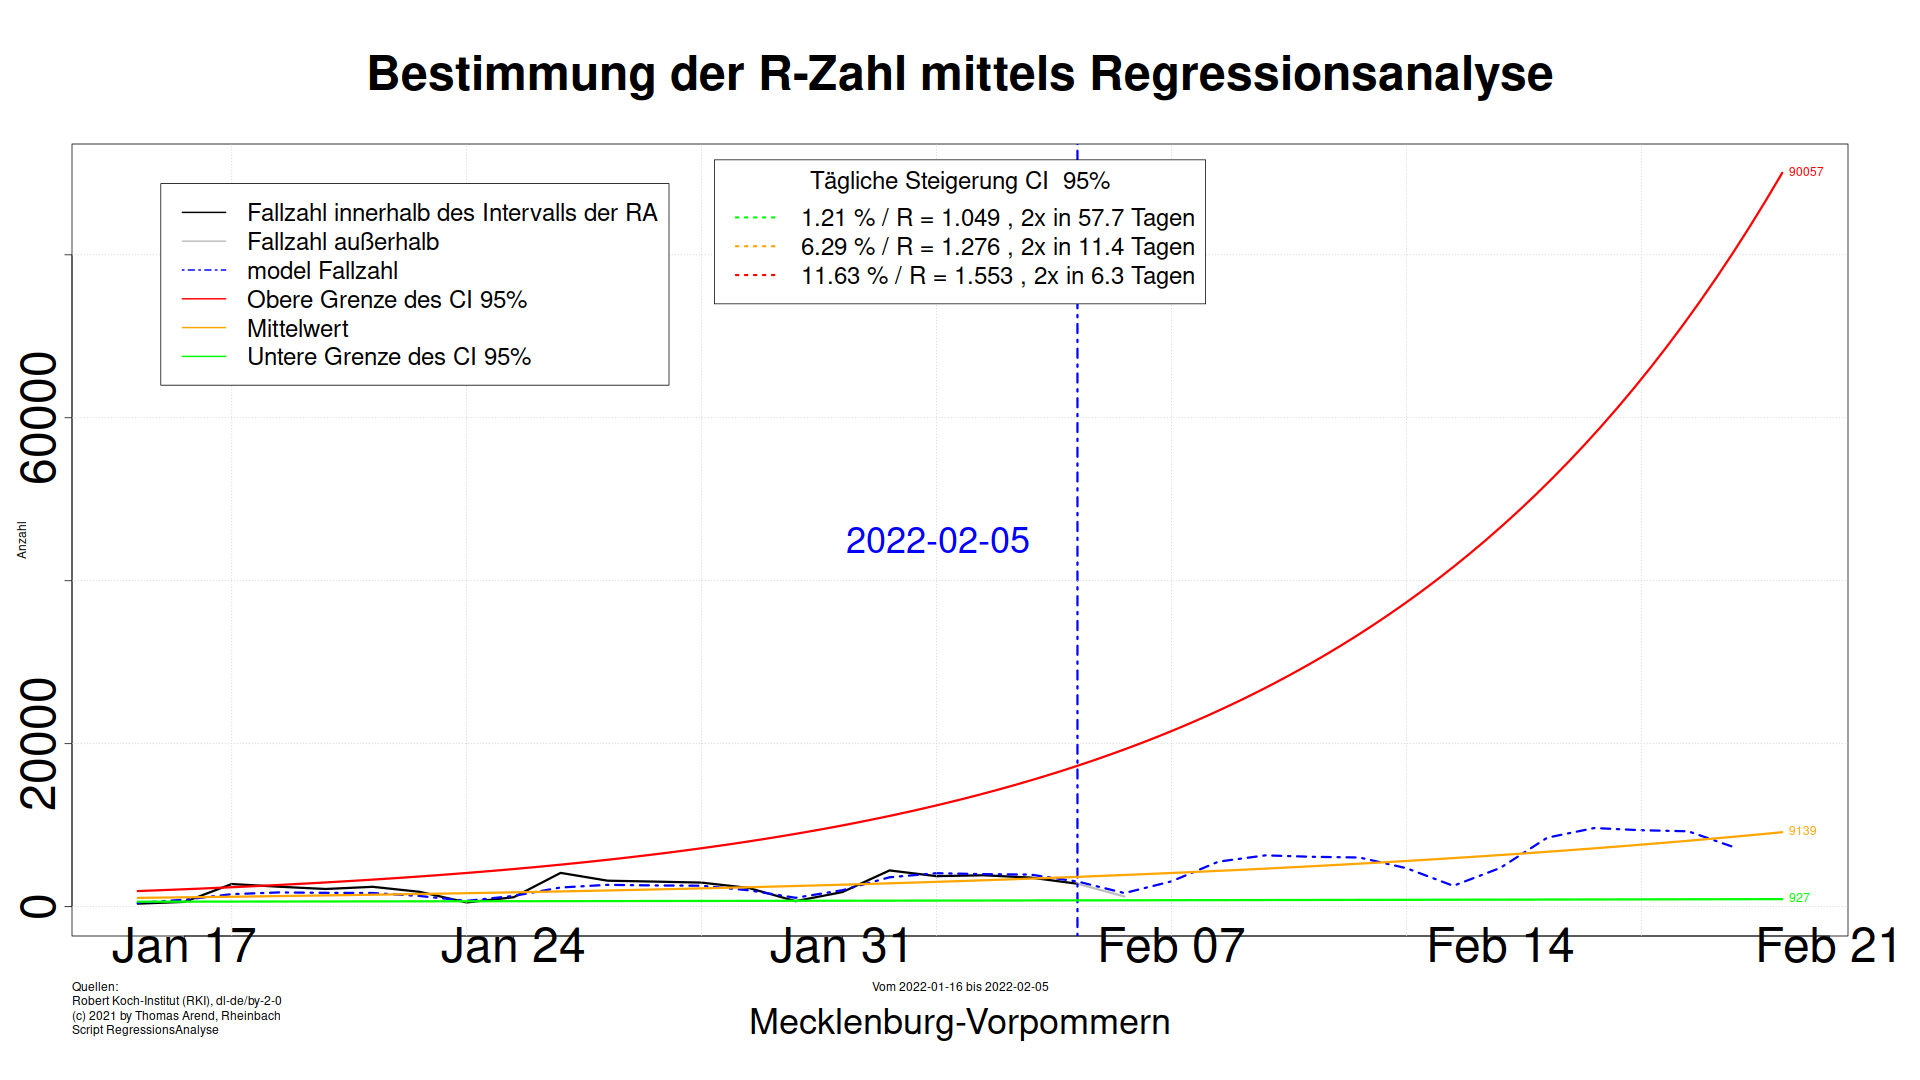 Bestimmung der R-Zahl mittels Regressionsanalyse
Fallzahl innerhalb des Intervalls der RA
Fallzahl außerhalb
model Fallzahl
Obere Grenze des CI 95%
Mittelwert
Untere Grenze des CI 95%
Tägliche Steigerung CI  95%
1.21 % / R = 1.049 , 2x in 57.7 Tagen
6.29 % / R = 1.276 , 2x in 11.4 Tagen
11.63 % / R = 1.553 , 2x in 6.3 Tagen
90057
60000
Anzahl
2022-02-05
20000
9139
927
0
Jan 17
Jan 24
Jan 31
Feb 07
Feb 14
Feb 21
Quellen:
Robert Koch-Institut (RKI), dl-de/by-2-0
(c) 2021 by Thomas Arend, Rheinbach
Script RegressionsAnalyse
Vom 2022-01-16 bis 2022-02-05
Mecklenburg-Vorpommern